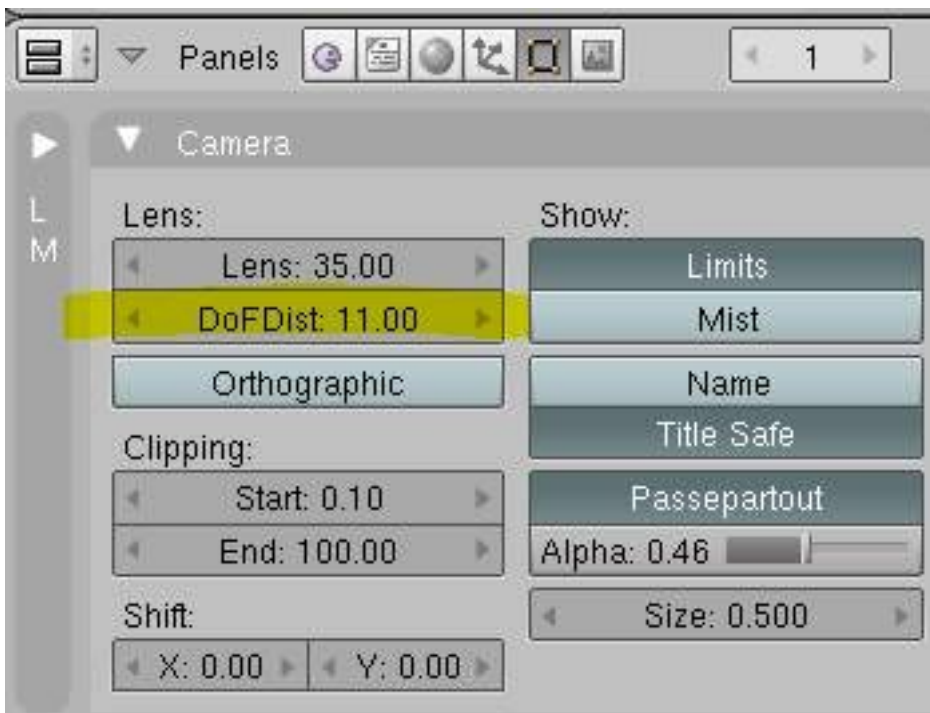 Panels 1
Camera
L
M
Lens:
Lens: 35.00
DoFDist: 11.00
Orthographic
Clipping:
Start: 0.10
End: 100.00
Shift:
X: 0.00 Y: 0.00
Show:
Limits
Mist
Name
Title Safe
Passepartout
Alpha: 0.46
Size: 0.500